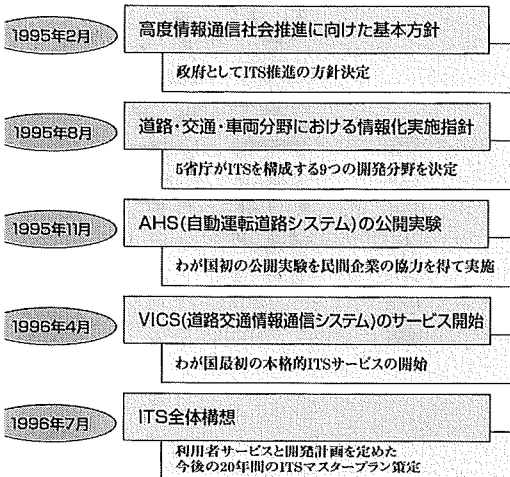 1995年2月
高度情報通信社会推進に向けた基本方針
政府としてITS推進の方針決定
1995年8月
道路・交通・車両分野における情報化実施指針
5省庁がITSを構成する9つの開発分野を決定
1995年11月
AHS(自動運転道路システム)の公開実験
わが国初の公開実験を民間企業の協力を得て実施
1996年4月
VICS(道路交通情報通信システム)のサービス開始
わが国最初の本格的ITSサービスの開始
1996年7月
ITS全体構想
利用者サービスと開発計画を定めた
今後の20年間のITSマスタープラン策定